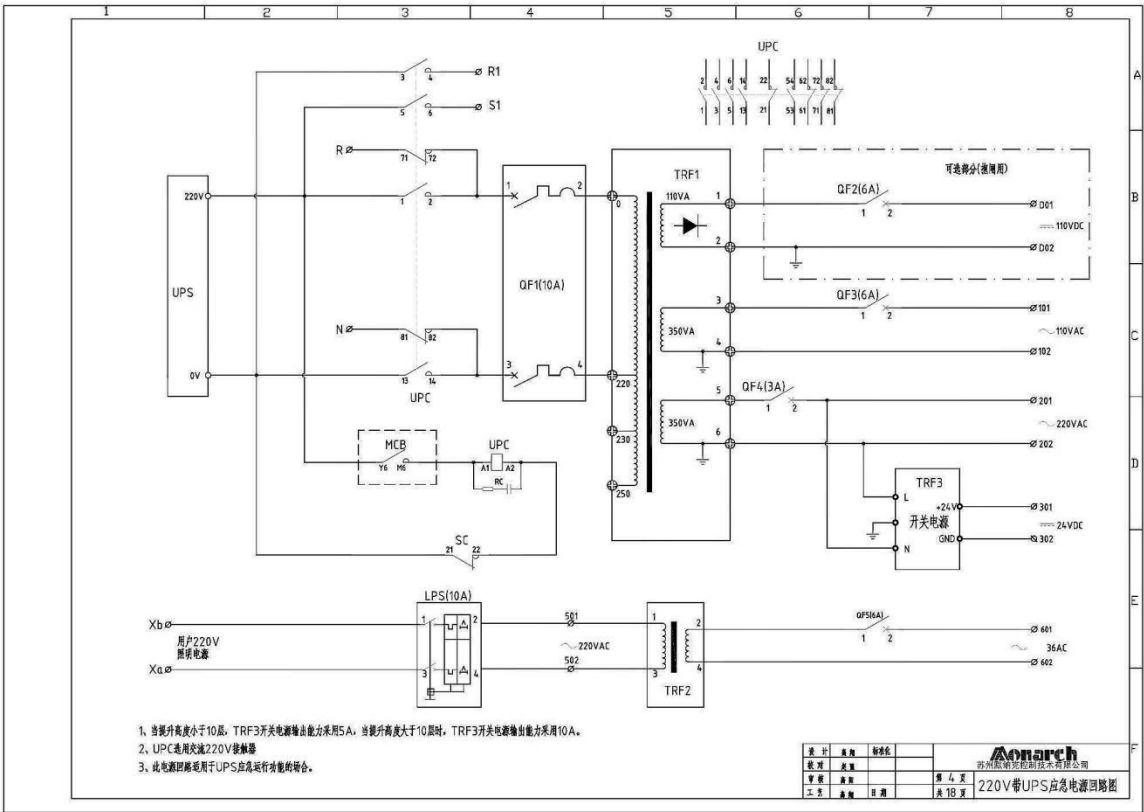 1 2 3 4 5 6 7 8
A
B
C
D
E
F
UPC
2 4 6 14 22 54 62 72 82
1 3 5 13 21 53 61 71 81
3 4 R1
5 6 S1
R 71 72
UPS
220V
0V
1 2
N 81 82
13 14
UPC
QF1(10A)
1 2
3 4
TRF1
0
220
230
250
110VA
350VA
350VA
1
2
3
4
5
6
可选部分(抱闸用)
QF2(6A)
1 2
D01
110VDC
D02
QF3(6A)
1 2
101
110VAC
102
QF4(3A)
1 2
201
220VAC
202
MCB
Y6 M6
UPC
A1 A2
RC
SC
21 22
TRF3
L +24V
开关电源
N GND
301
24VDC
302
Xb
用户220V
照明电源
Xa
LPS(10A)
1 2
3 4
501
220VAC
502
TRF2
1 2
3 4
QF5(6A)
1 2
601
36AC
602
1、当提升高度小于10层，TRF3开关电源输出能力采用5A，当提升高度大于10层时，TRF3开关电源输出能力采用10A。
2、UPC选用交流220V接触器
3、此电源回路适用于UPS应急运行功能的场合。
设 计 标准化
校 对
审 核
工 艺 日 期
第 4 页
共 18 页
Monarch
苏州默纳克控制技术有限公司
220V带UPS应急电源回路图